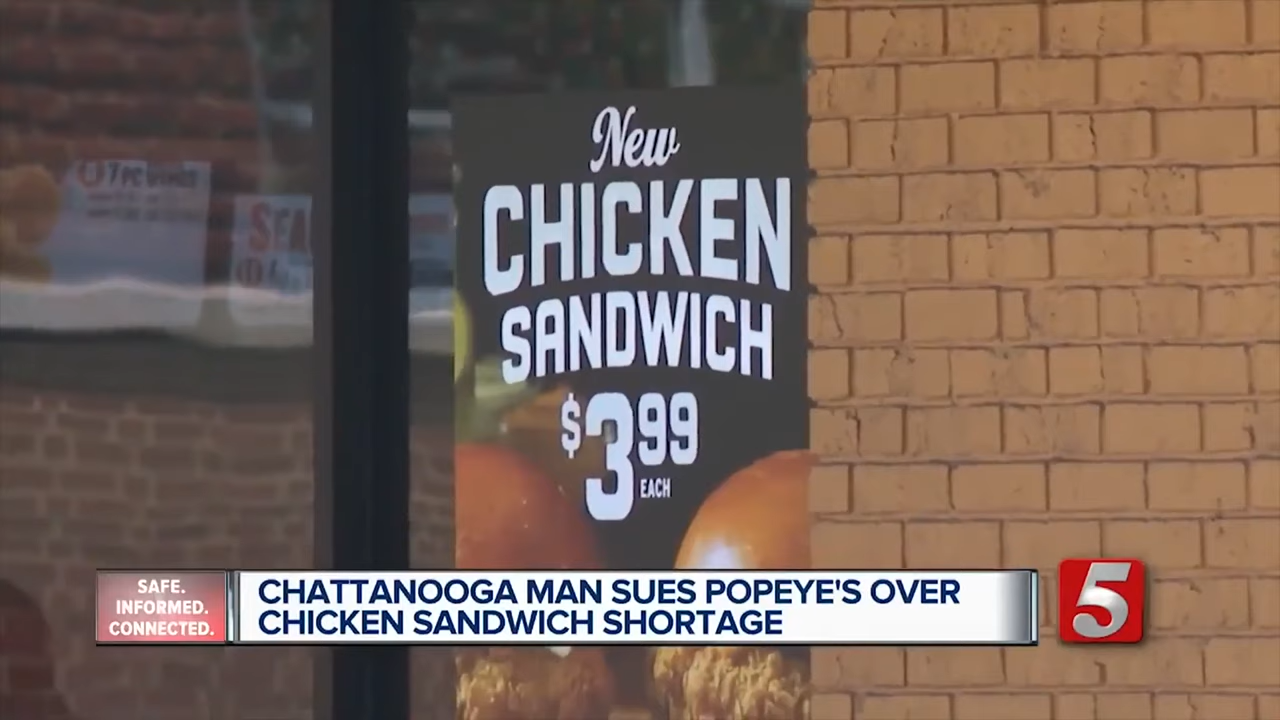 New
CHICKEN
SANDWICH
$3.99
EACH
SAFE.
INFORMED.
CONNECTED.
CHATTANOOGA MAN SUES POPEYE'S OVER
CHICKEN SANDWICH SHORTAGE
5